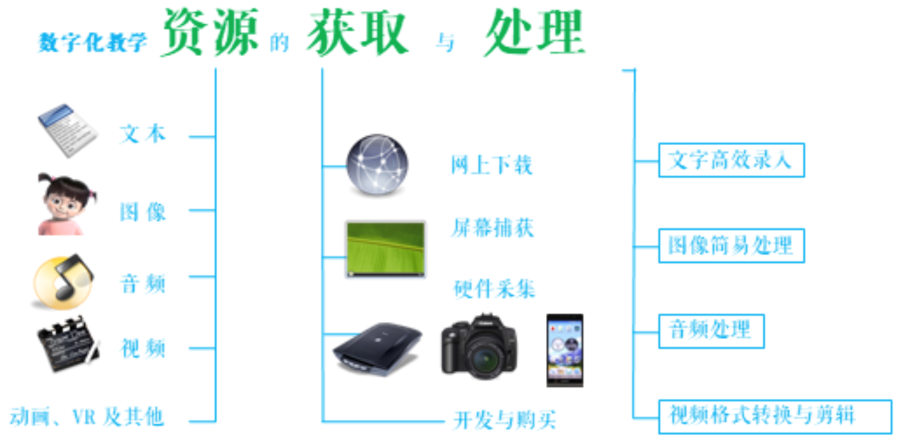 数字化教学 资源 的 获取 与 处理
文本
图像
音频
视频
动画、VR 及其他
网上下载
屏幕捕获
硬件采集
开发与购买
文字高效录入
图像简易处理
音频处理
视频格式转换与剪辑